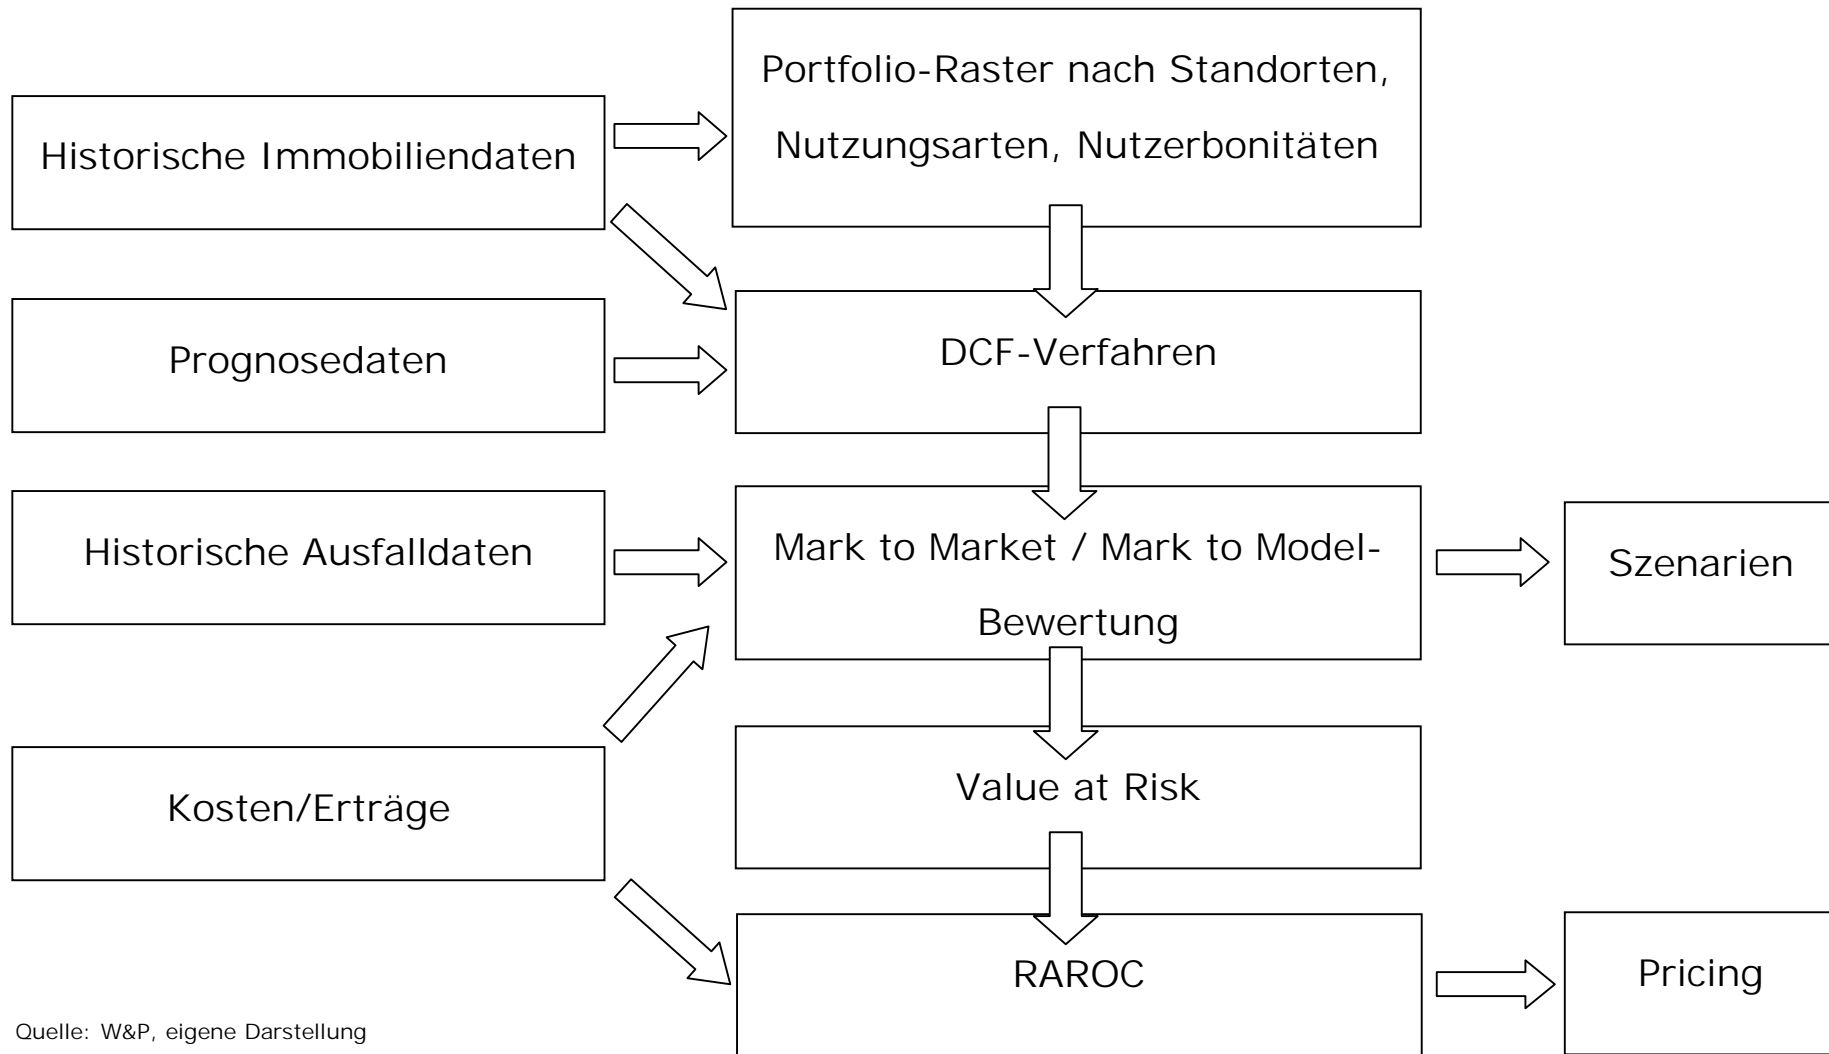 Portfolio-Raster nach Standorten,
Nutzungsarten, Nutzerbonitäten
Historische Immobiliendaten
Prognosedaten
DCF-Verfahren
Historische Ausfalldaten
Mark to Market / Mark to Model-
Bewertung
Szenarien
Kosten/Erträge
Value at Risk
RAROC
Pricing
Quelle: W&P, eigene Darstellung